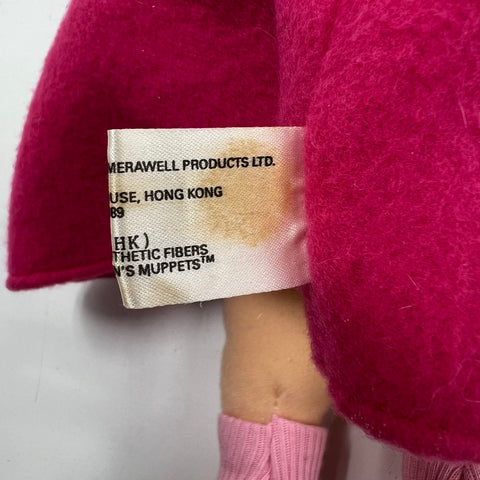 MERAWELL PRODUCTS LTD.
USE, HONG KONG
89
(HK)
THETIC FIBERS
N'S MUPPETS™